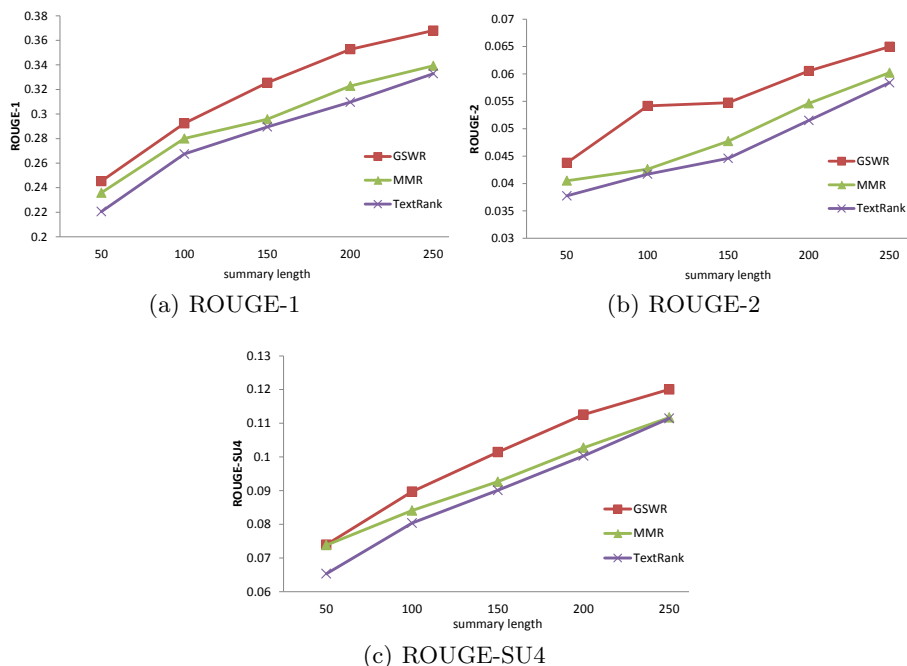 0.38
0.36
0.34
0.32
0.3
0.28
0.26
0.24
0.22
0.2
ROUGE-1
GSWR
MMR
TextRank
50 100 150 200 250
summary length
(a) ROUGE-1
0.07
0.065
0.06
0.055
0.05
0.045
0.04
0.035
0.03
ROUGE-2
GSWR
MMR
TextRank
50 100 150 200 250
summary length
(b) ROUGE-2
0.13
0.12
0.11
0.1
0.09
0.08
0.07
0.06
ROUGE-SU4
GSWR
MMR
TextRank
50 100 150 200 250
summary length
(c) ROUGE-SU4